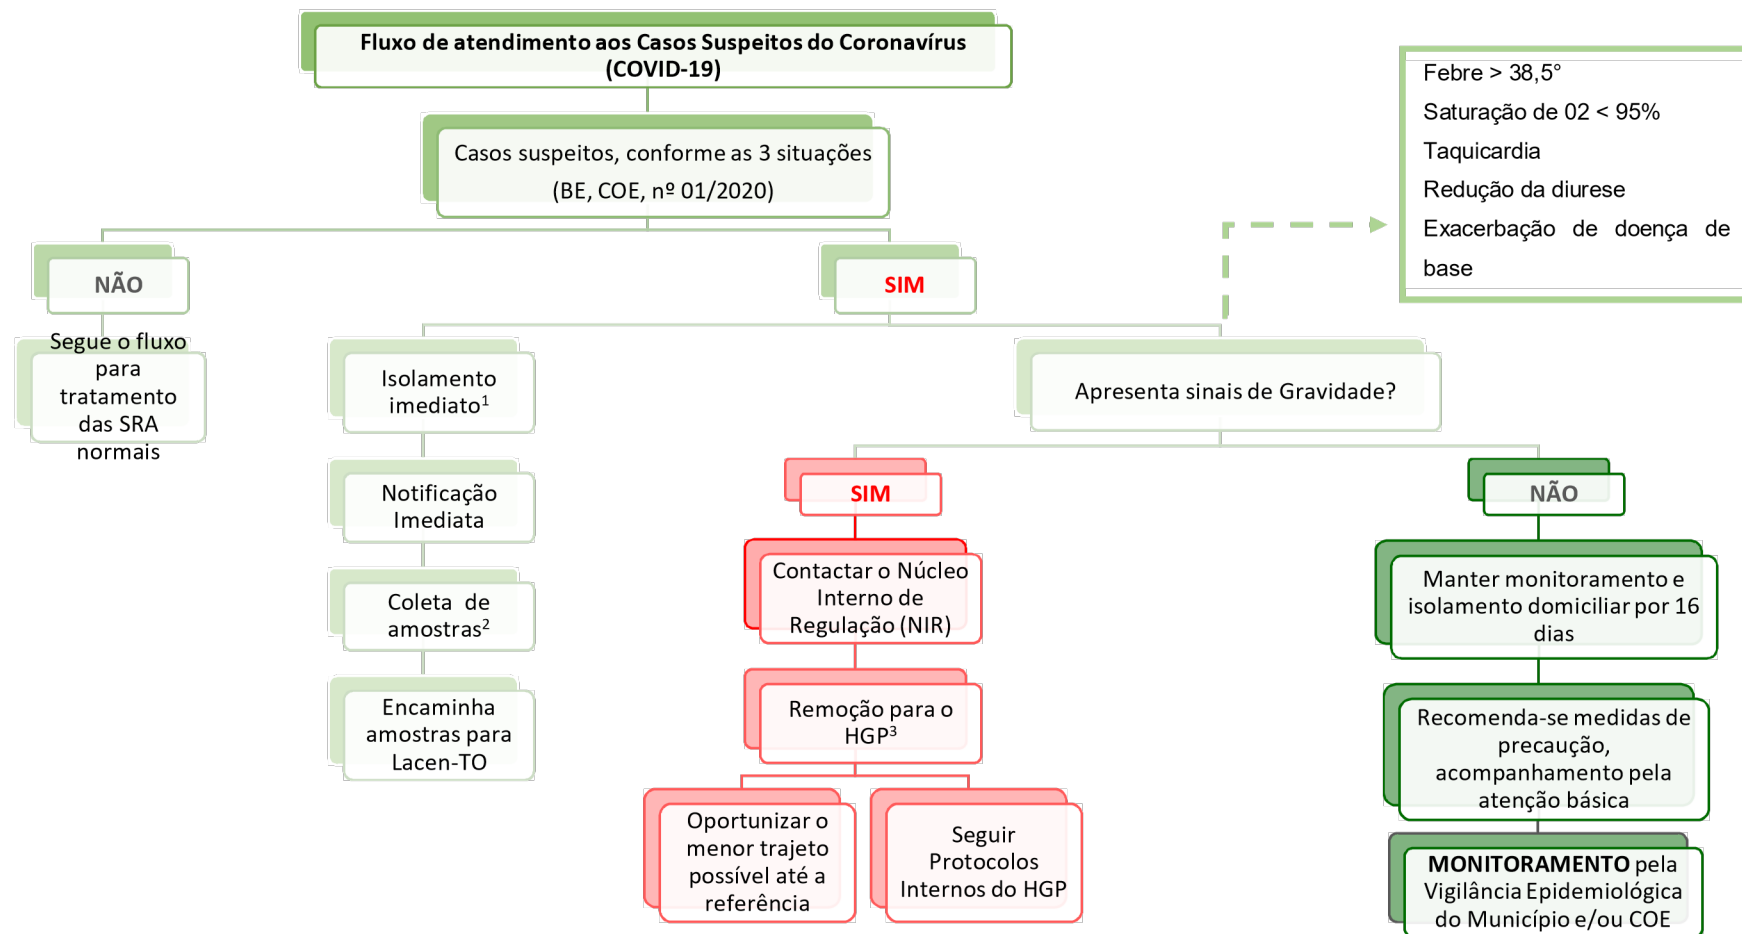 Fluxo de atendimento aos Casos Suspeitos do Coronavírus
(COVID-19)
Casos suspeitos, conforme as 3 situações
(BE, COE, nº 01/2020)
Febre > 38,5°
Saturação de 02 < 95%
Taquicardia
Redução da diurese
Exacerbação de doença de
base
NÃO
SIM
Segue o fluxo
para
tratamento
das SRA
normais
Isolamento
imediato¹
Notificação
Imediata
Coleta de
amostras²
Encaminha
amostras para
Lacen-TO
Apresenta sinais de Gravidade?
SIM
Contactar o Núcleo
Interno de
Regulação (NIR)
Remoção para o
HGP³
Oportunizar o
menor trajeto
possível até a
referência
Seguir
Protocolos
Internos do HGP
NÃO
Manter monitoramento e
isolamento domiciliar por 16
dias
Recomenda-se medidas de
precaução,
acompanhamento pela
atenção básica
MONITORAMENTO pela
Vigilância Epidemiológica
do Município e/ou COE